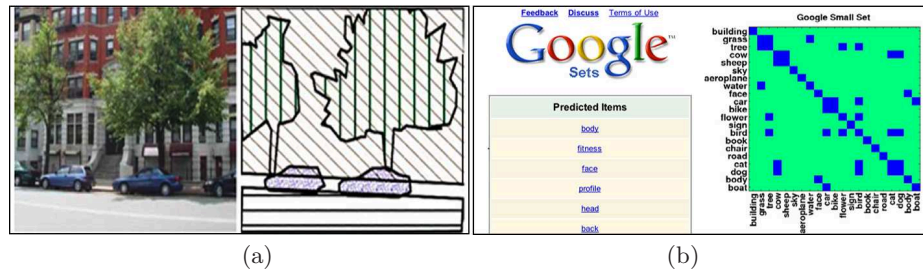 Feedback Discuss Terms of Use
Google™
Sets
Predicted Items
body
fitness
face
profile
head
back
Google Small Set
building
grass
tree
cow
sheep
sky
aeroplane
water
face
car
bike
flower
sign
bird
book
chair
road
cat
dog
body
boat
building
grass
tree
cow
sheep
sky
aeroplane
water
face
car
bike
flower
sign
bird
book
chair
road
cat
dog
body
boat
(a)
(b)